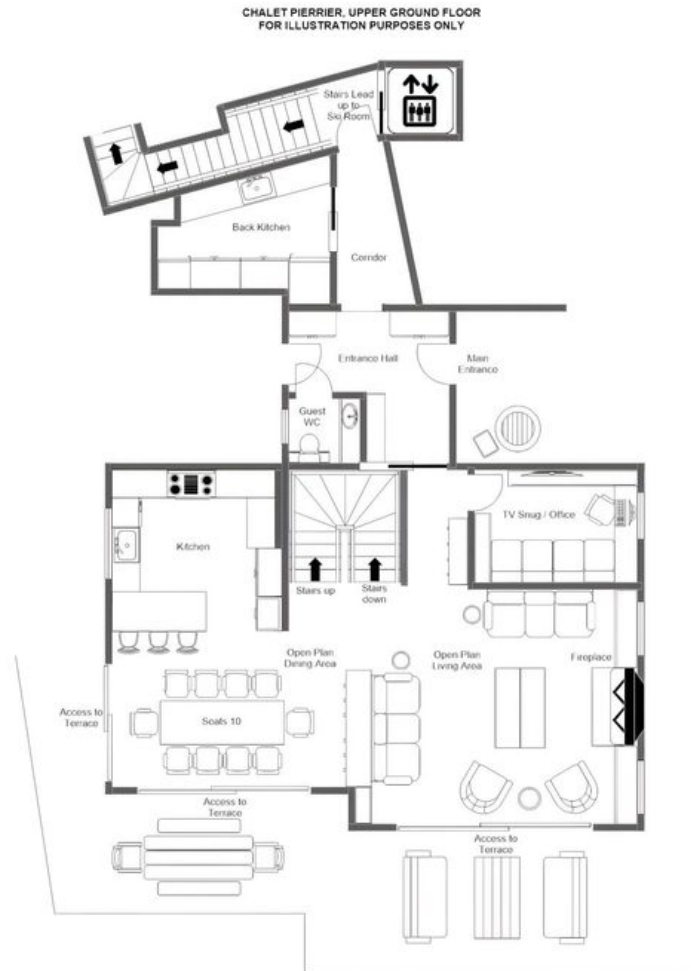 CHALET PIERRIER, UPPER GROUND FLOOR
FOR ILLUSTRATION PURPOSES ONLY
Stairs Lead
up to
Ski Room
Back Kitchen
Corridor
Entrance Hall
Main
Entrance
Guest
WC
TV Snug / Office
Kitchen
Stairs up
Stairs
down
Open Plan
Dining Area
Open Plan
Living Area
Fireplace
Access to
Terrace
Seats 10
Access to
Terrace
Access to
Terrace